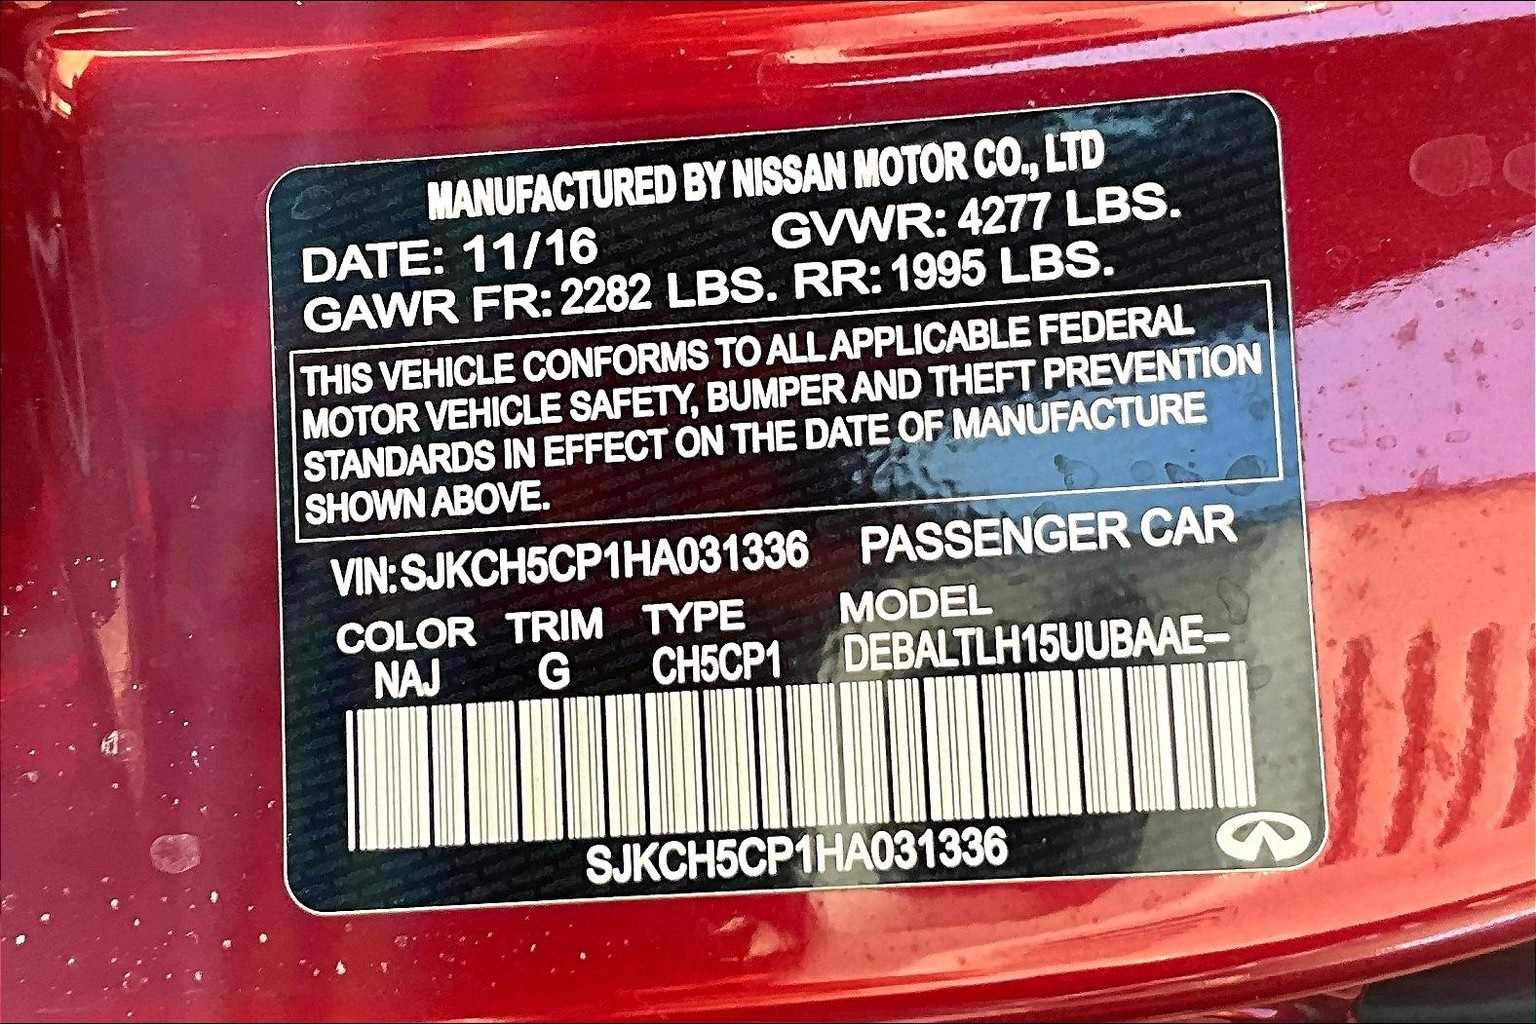 MANUFACTURED BY NISSAN MOTOR CO., LTD
DATE: 11/16 GVWR: 4277 LBS.
GAWR FR: 2282 LBS. RR: 1995 LBS.
THIS VEHICLE CONFORMS TO ALL APPLICABLE FEDERAL
MOTOR VEHICLE SAFETY, BUMPER AND THEFT PREVENTION
STANDARDS IN EFFECT ON THE DATE OF MANUFACTURE
SHOWN ABOVE.
VIN: SJKCH5CP1HA031336 PASSENGER CAR
COLOR TRIM TYPE MODEL
NAJ G CH5CP1 DEBALTLH15UUBAAE–
SJKCH5CP1HA031336